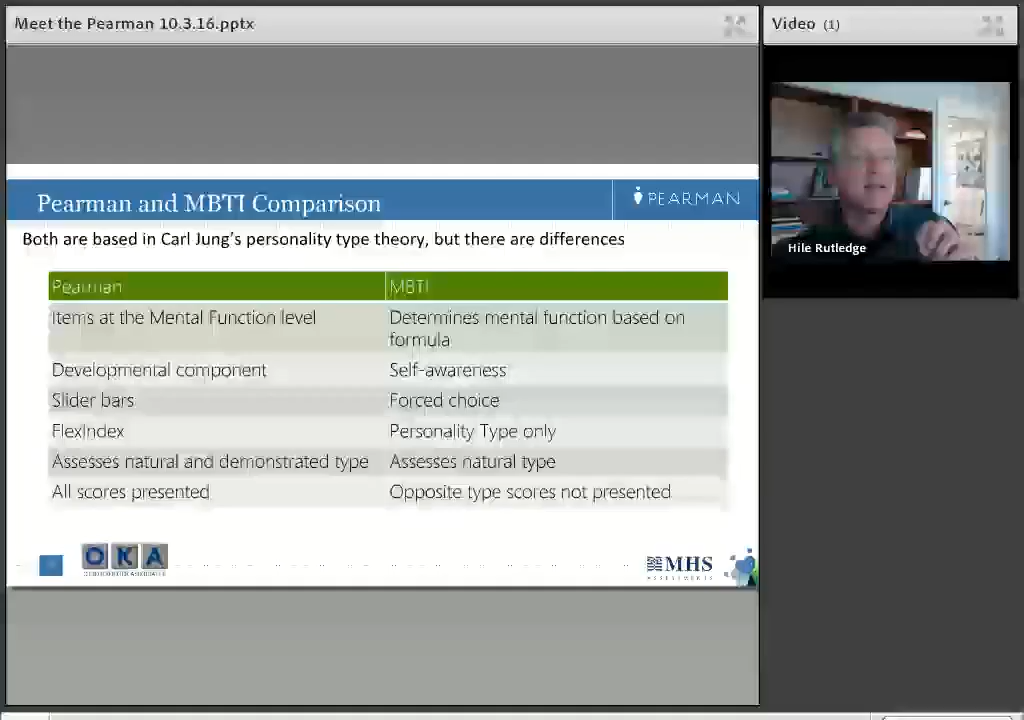 Meet the Pearman 10.3.16.pptx
Video (1)
Pearman and MBTI Comparison
PEARMAN
Both are based in Carl Jung's personality type theory, but there are differences
Pearman
MBTI
Items at the Mental Function level
Determines mental function based on
formula
Developmental component
Self-awareness
Slider bars
Forced choice
FlexIndex
Personality Type only
Assesses natural and demonstrated type
Assesses natural type
All scores presented
Opposite type scores not presented
OKA
MHS
ASSESSMENTS
Hile Rutledge